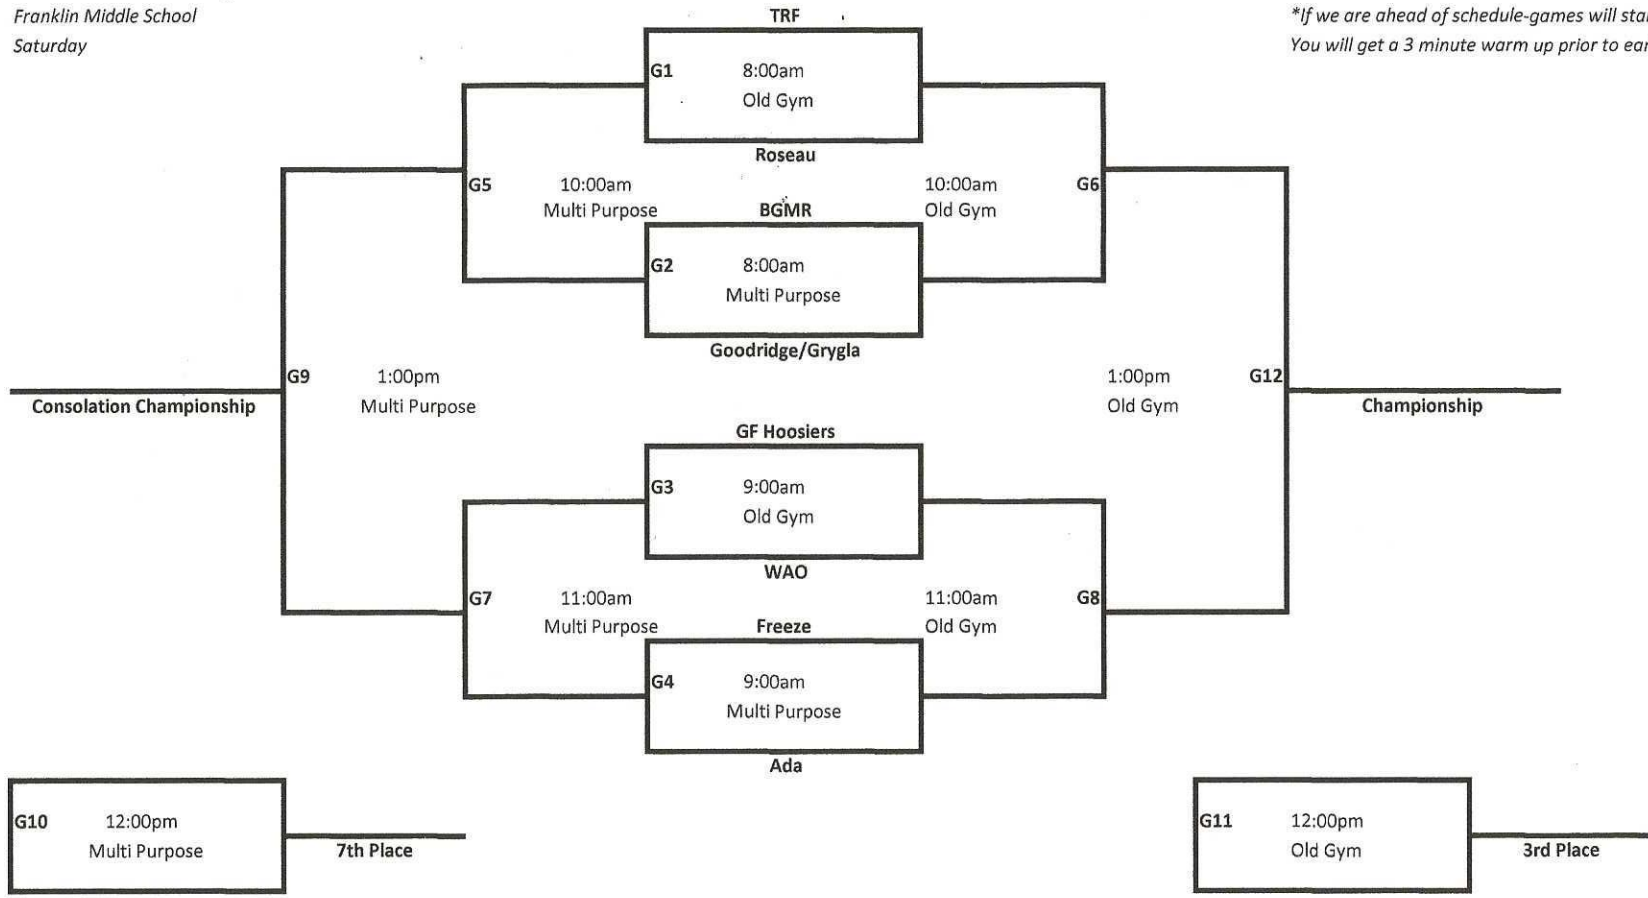 Franklin Middle School
Saturday
*If we are ahead of schedule-games will
You will get a 3 minute warm up prior to
TRF
G1 8:00am
Old Gym
Roseau
G5 10:00am
Multi Purpose
10:00am G6
Old Gym
BGMR
G2 8:00am
Multi Purpose
Goodridge/Grygla
G9 1:00pm
Multi Purpose
Consolation Championship
1:00pm G12
Old Gym
Championship
GF Hoosiers
G3 9:00am
Old Gym
WAO
G7 11:00am
Multi Purpose
11:00am G8
Old Gym
Freeze
G4 9:00am
Multi Purpose
Ada
G10 12:00pm
Multi Purpose
7th Place
G11 12:00pm
Old Gym
3rd Place